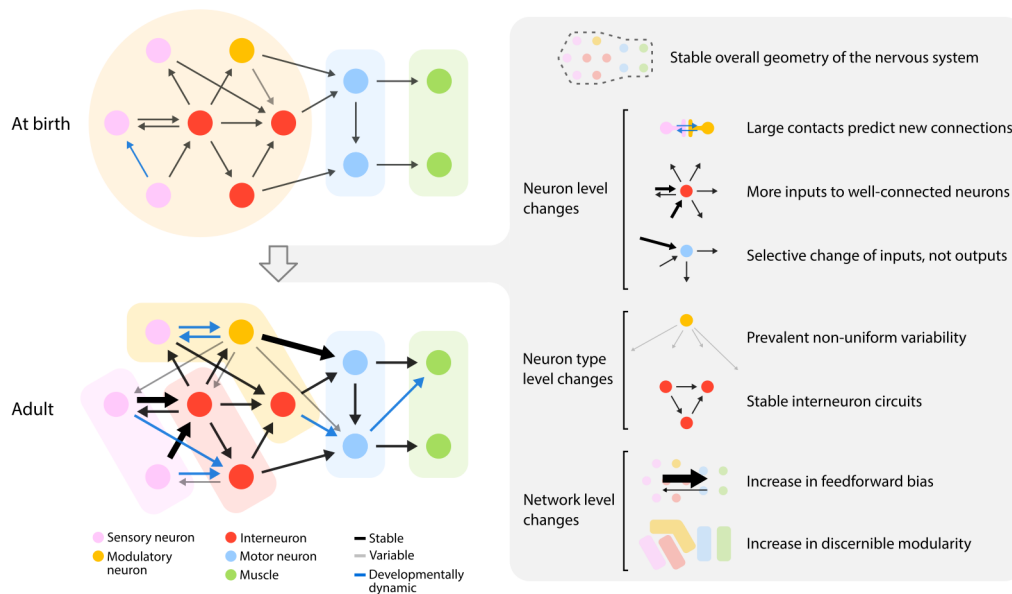 At birth
Adult
Sensory neuron
Modulatory
neuron
Interneuron
Motor neuron
Muscle
Stable
Variable
Developmentally
dynamic
Stable overall geometry of the nervous system
Neuron level
changes
Large contacts predict new connections
More inputs to well-connected neurons
Selective change of inputs, not outputs
Neuron type
level changes
Prevalent non-uniform variability
Stable interneuron circuits
Network level
changes
Increase in feedforward bias
Increase in discernible modularity